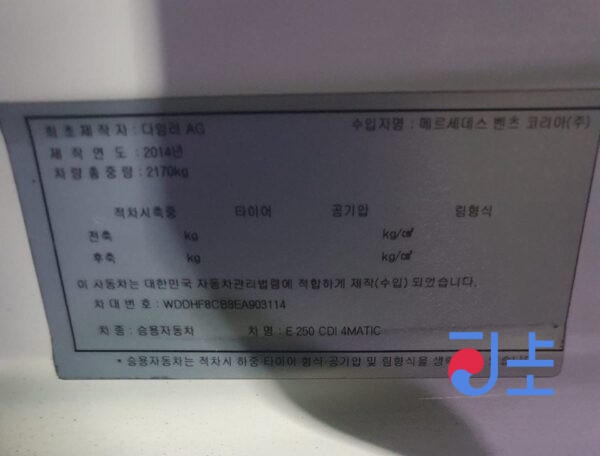 최초제작자 : 다임러 AG 수입자명 : 메르세데스 벤츠 코리아(주)
제작연도 : 2014년
차량총중량 : 2170kg
적차시축중 타이어 공기압 림형식
전축 kg kg/㎠
후축 kg kg/㎠
이 자동차는 대한민국 자동차관리법령에 적합하게 제작(수입) 되었습니다.
차대번호 : WDDHF8CB8EA903114
차종 : 승용자동차 차명 : E 250 CDI 4MATIC
* 승용자동차는 적차시 하중 타이어 형식 공기압 및 림형식을 습니다